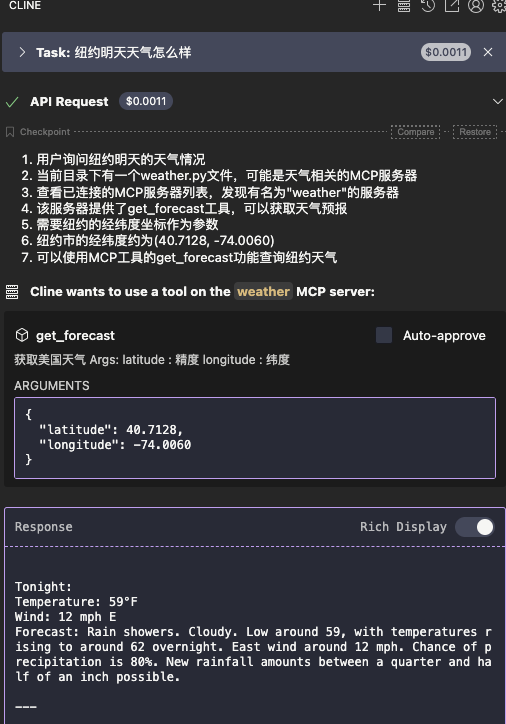 CLINE
Task: 纽约明天天气怎么样
$0.0011
API Request
$0.0011
Checkpoint
Compare
Restore
1. 用户询问纽约明天的天气情况
2. 当前目录下有一个weather.py文件，可能是天气相关的MCP服务器
3. 查看已连接的MCP服务器列表，发现有名为"weather"的服务器
4. 该服务器提供了get_forecast工具，可以获取天气预报
5. 需要纽约的经纬度坐标作为参数
6. 纽约市的经纬度约为(40.7128, -74.0060)
7. 可以使用MCP工具的get_forecast功能查询纽约天气
Cline wants to use a tool on the weather MCP server:
get_forecast
Auto-approve
获取美国天气 Args: latitude : 精度 longitude : 纬度
ARGUMENTS
{
"latitude": 40.7128,
"longitude": -74.0060
}
Response
Rich Display
Tonight:
Temperature: 59°F
Wind: 12 mph E
Forecast: Rain showers. Cloudy. Low around 59, with temperatures r
ising to around 62 overnight. East wind around 12 mph. Chance of p
recipitation is 80%. New rainfall amounts between a quarter and ha
lf of an inch possible.
---